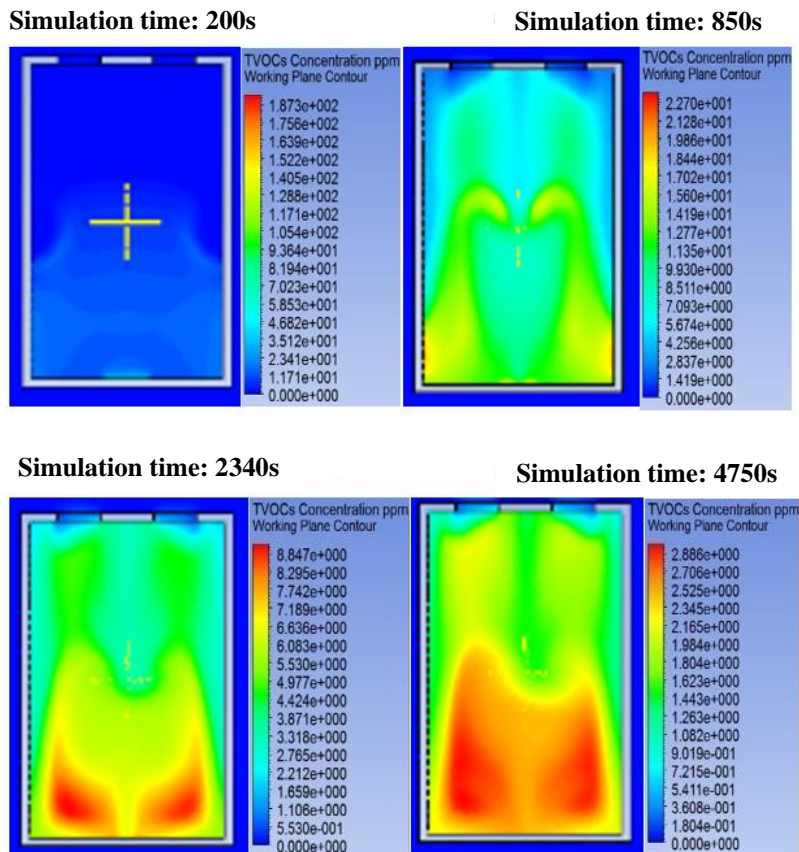 Simulation time: 200s
Simulation time: 850s
TVOCs Concentration ppm
Working Plane Contour
1.873e+002
1.756e+002
1.639e+002
1.522e+002
1.405e+002
1.288e+002
1.171e+002
1.054e+002
9.364e+001
8.194e+001
7.023e+001
5.853e+001
4.682e+001
3.512e+001
2.341e+001
1.171e+001
0.000e+000
TVOCs Concentration ppm
Working Plane Contour
2.270e+001
2.128e+001
1.986e+001
1.844e+001
1.702e+001
1.560e+001
1.419e+001
1.277e+001
1.135e+001
9.930e+000
8.511e+000
7.093e+000
5.674e+000
4.256e+000
2.837e+000
1.419e+000
0.000e+000
Simulation time: 2340s
Simulation time: 4750s
TVOCs Concentration ppm
Working Plane Contour
8.847e+000
8.295e+000
7.742e+000
7.189e+000
6.636e+000
6.083e+000
5.530e+000
4.977e+000
4.424e+000
3.871e+000
3.318e+000
2.765e+000
2.212e+000
1.659e+000
1.106e+000
5.530e-001
0.000e+000
TVOCs Concentration ppm
Working Plane Contour
2.886e+000
2.706e+000
2.525e+000
2.345e+000
2.165e+000
1.984e+000
1.804e+000
1.623e+000
1.443e+000
1.263e+000
1.082e+000
9.019e-001
7.215e-001
5.411e-001
3.608e-001
1.804e-001
0.000e+000